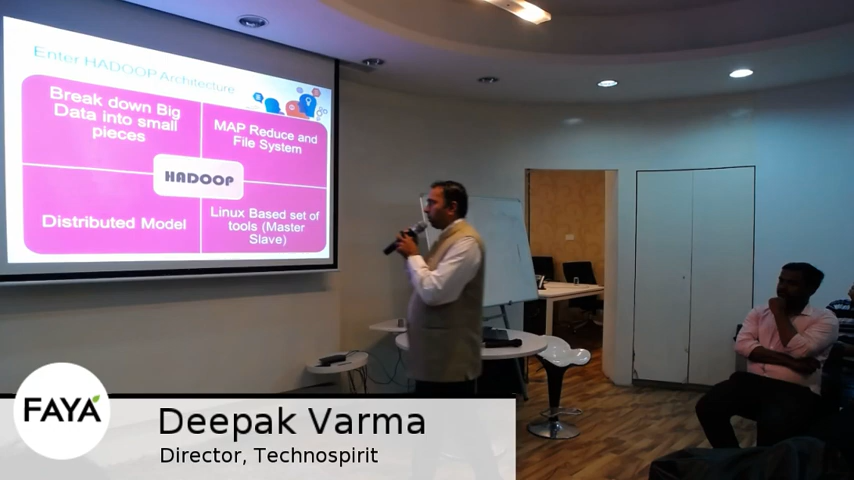 Enter HADOOP Architecture
Break down Big
Data into small
pieces
MAP Reduce and
File System
HADOOP
Distributed Model
Linux Based set of
tools (Master
Slave)
FAYA
Deepak Varma
Director, Technospirit